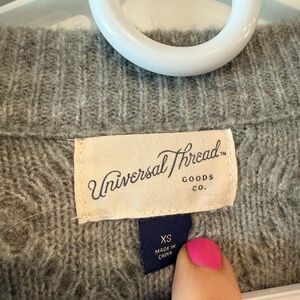 Universal Thread™
GOODS
CO.
XS
MADE IN
CHINA